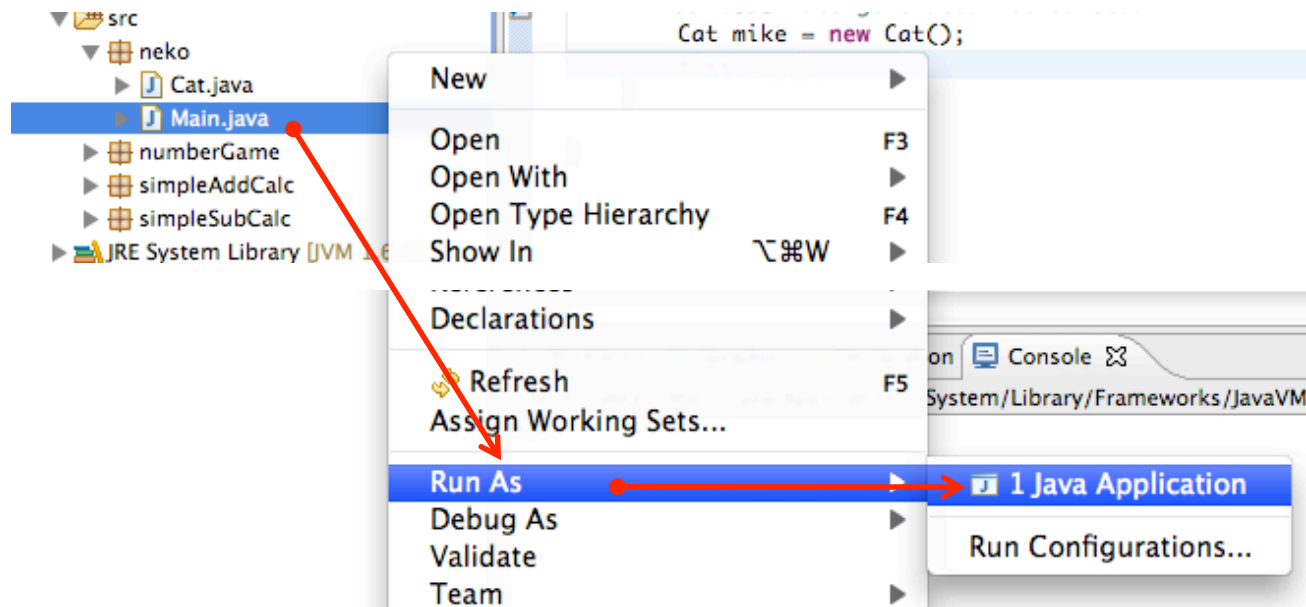 src
neko
Cat.java
Main.java
numberGame
simpleAddCalc
simpleSubCalc
JRE System Library [JVM 1.6
Cat mike = new Cat();
New
Open F3
Open With
Open Type Hierarchy F4
Show In ⌥⌘W
Declarations
Refresh F5
Assign Working Sets...
Run As
Debug As
Validate
Team
on Console
System/Library/Frameworks/JavaVM
1 Java Application
Run Configurations...